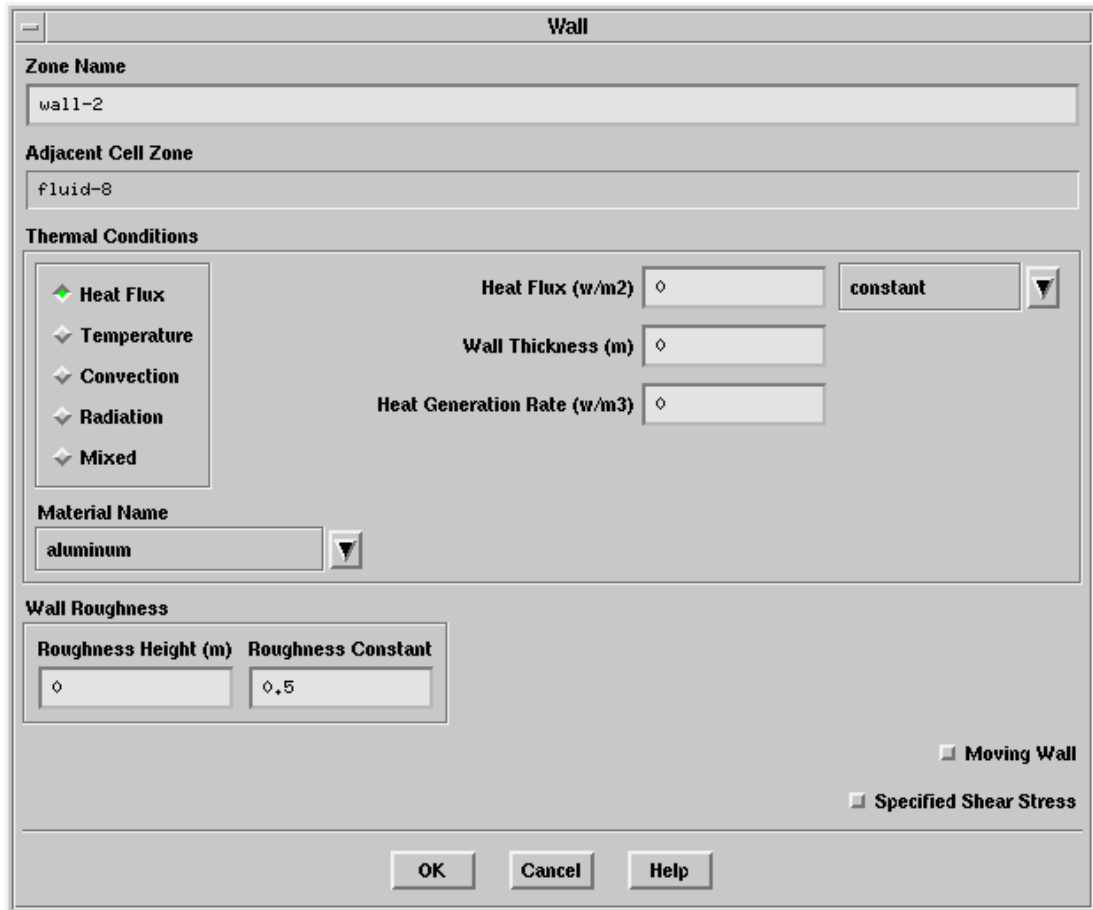 Wall
Zone Name
wall-2
Adjacent Cell Zone
fluid-8
Thermal Conditions
Heat Flux
Temperature
Convection
Radiation
Mixed
Heat Flux (w/m2) 0 constant
Wall Thickness (m) 0
Heat Generation Rate (w/m3) 0
Material Name
aluminum
Wall Roughness
Roughness Height (m) Roughness Constant
0 0.5
Moving Wall
Specified Shear Stress
OK Cancel Help